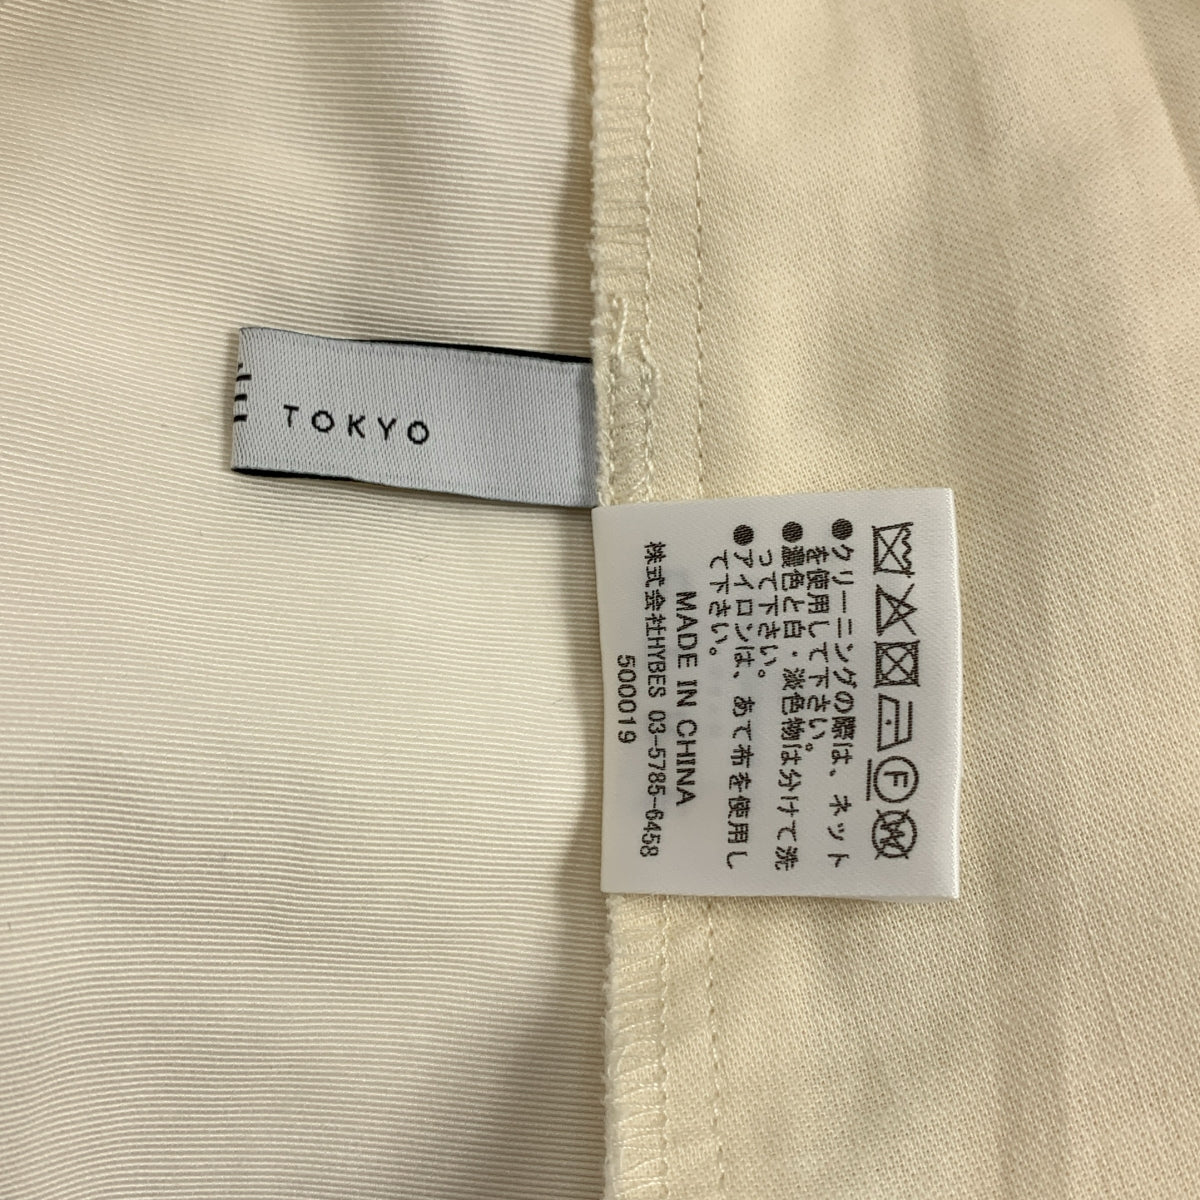 TOKYO
●クリーニングの際は、ネット
を使用して下さい。
●濃色と白・淡色物は分けて洗
って下さい。
●アイロンは、あて布を使用し
て下さい。
MADE IN CHINA
株式会社HYBES 03-5785-6458
500019